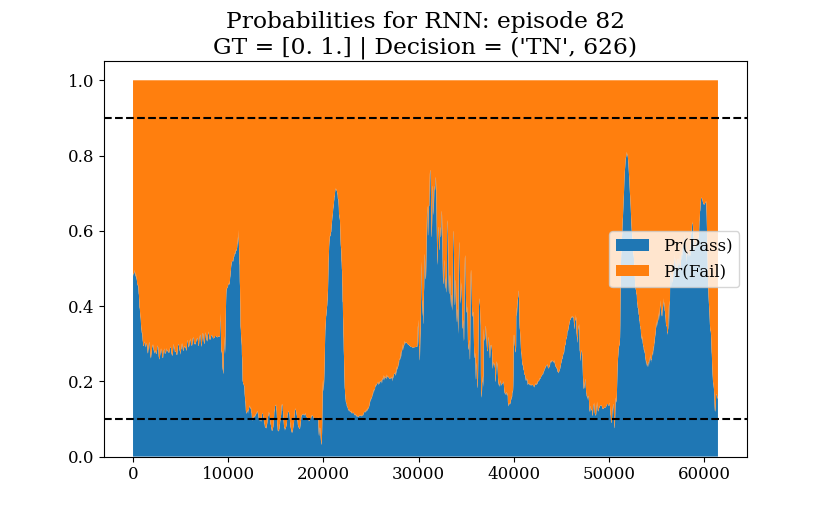 Probabilities for RNN: episode 82
GT = [0. 1.] | Decision = ('TN', 626)
1.0
0.8
0.6
0.4
0.2
0.0
Pr(Pass)
Pr(Fail)
0 10000 20000 30000 40000 50000 60000